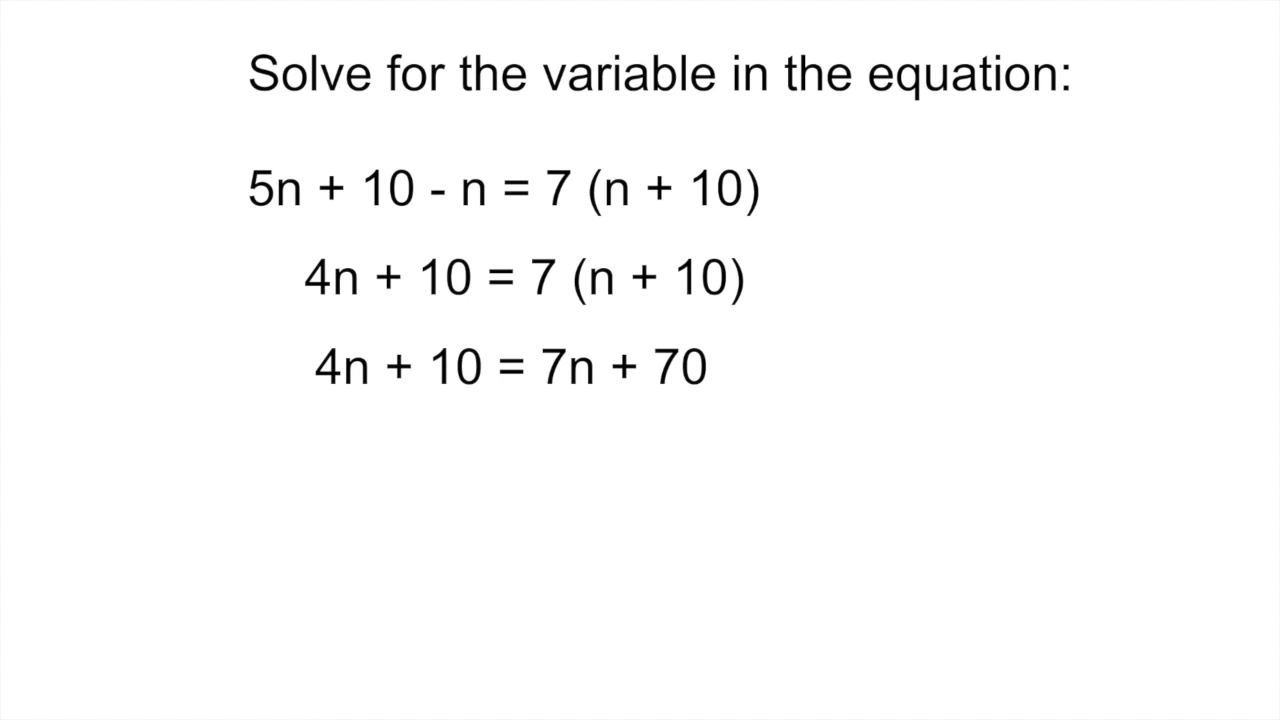 Solve for the variable in the equation:
5n + 10 - n = 7 (n + 10)
4n + 10 = 7 (n + 10)
4n + 10 = 7n + 70